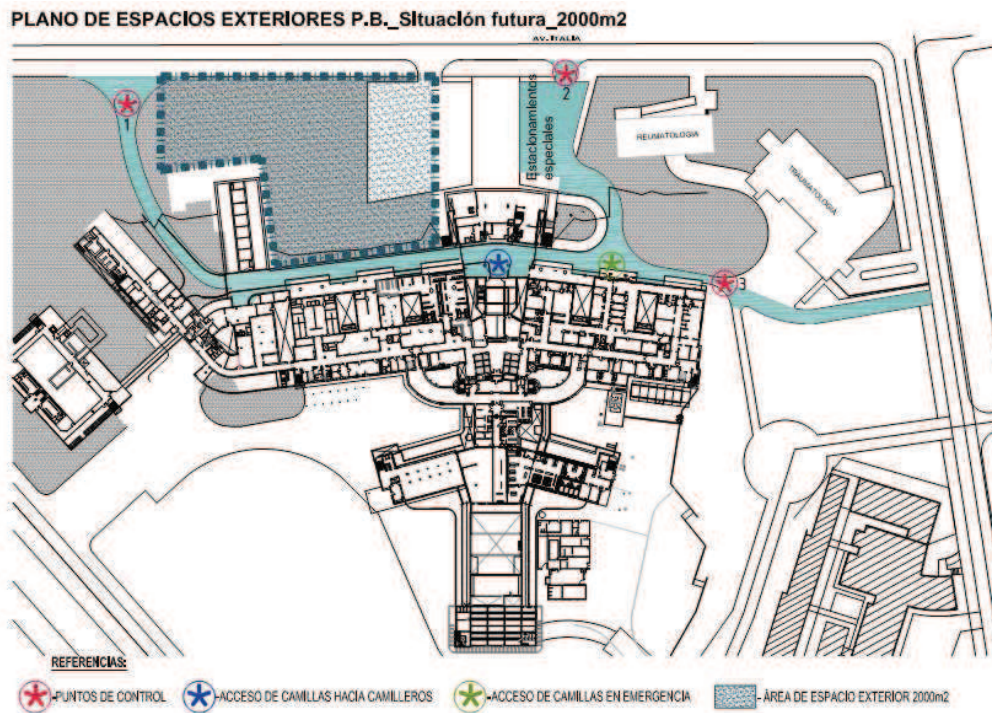 PLANO DE ESPACIOS EXTERIORES P.B._Situación futura_2000m2
AV. ITALIA
1
2
Estacionamientos
especiales
REUMATOLOGIA
TRAUMATOLOGIA
3
REFERENCIAS:
-PUNTOS DE CONTROL
-ACCESO DE CAMILLAS HACIA CAMILLEROS
-ACCESO DE CAMILLAS EN EMERGENCIA
- ÁREA DE ESPACIO EXTERIOR 2000m2